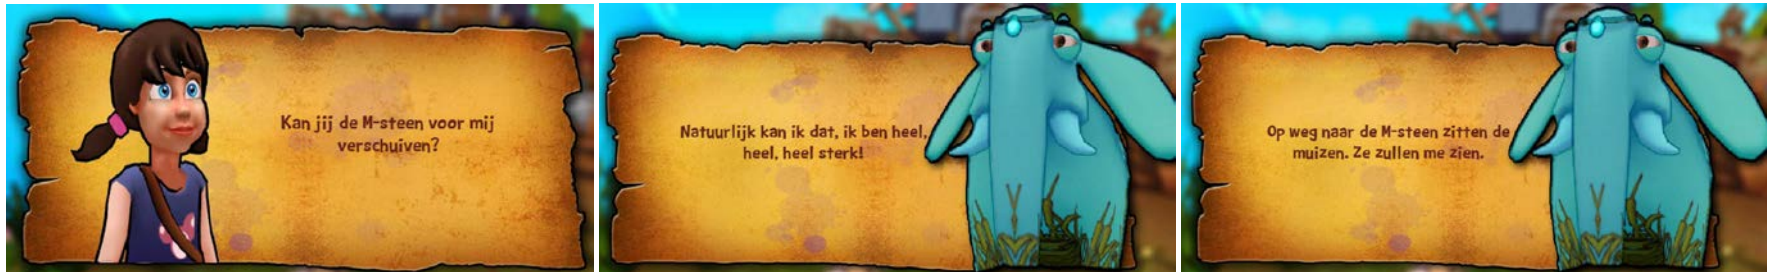 Kan jij de M-steen voor mij
verschuiven?
Natuurlijk kan ik dat, ik ben heel,
heel, heel sterk!
Op weg naar de M-steen zitten de
muizen. Ze zullen me zien.